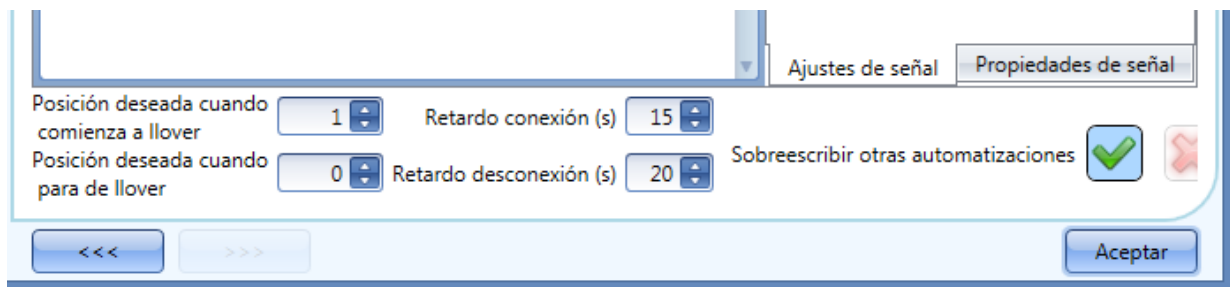 Ajustes de señal Propiedades de señal
Posición deseada cuando
comienza a llover
1
Retardo conexión (s) 15
Posición deseada cuando
para de llover
0
Retardo desconexión (s) 20
Sobreescribir otras automatizaciones
<<< >>> Aceptar